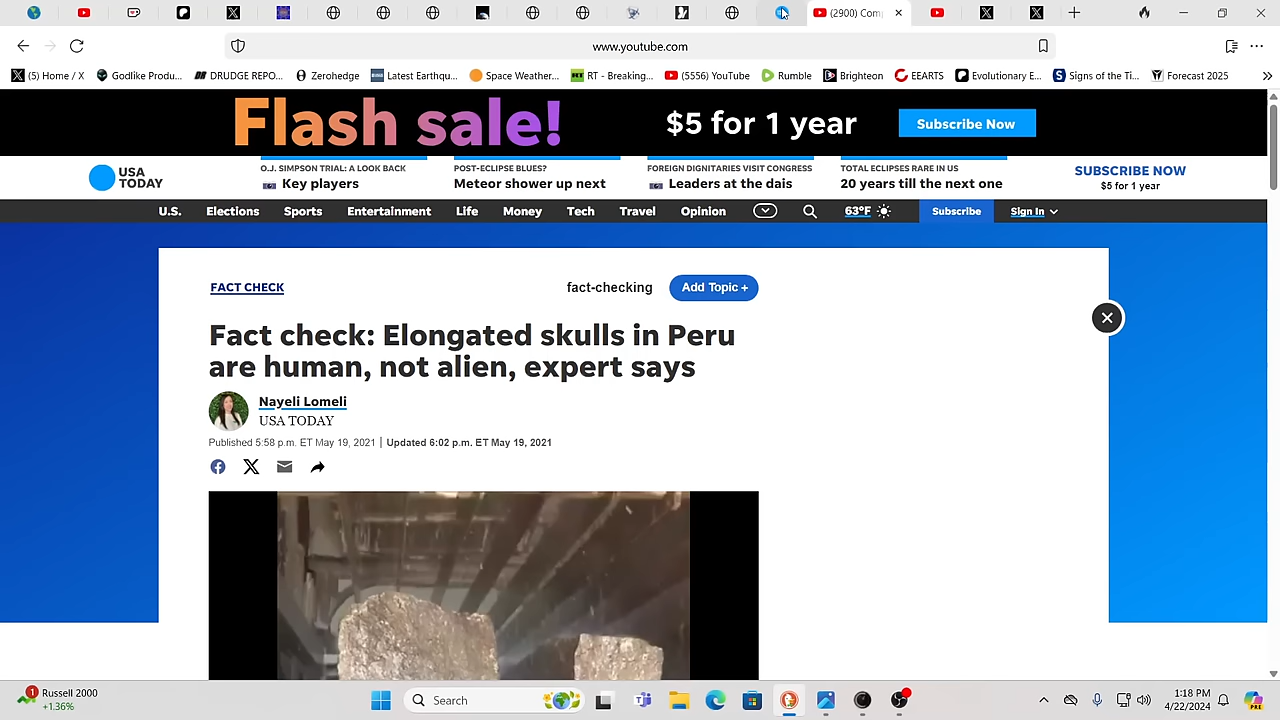 (2900) Com
www.youtube.com
(5) Home / X
Godlike Produ...
DRUDGE REPO...
Zerohedge
Latest Earthqu...
Space Weather...
RT - Breaking...
(5556) YouTube
Rumble
Brighteon
EEARTS
Evolutionary E...
Signs of the Ti...
Forecast 2025
Flash sale!
$5 for 1 year
Subscribe Now
USA
TODAY
O.J. SIMPSON TRIAL: A LOOK BACK
Key players
POST-ECLIPSE BLUES?
Meteor shower up next
FOREIGN DIGNITARIES VISIT CONGRESS
Leaders at the dais
TOTAL ECLIPSES RARE IN US
20 years till the next one
SUBSCRIBE NOW
$5 for 1 year
U.S.
Elections
Sports
Entertainment
Life
Money
Tech
Travel
Opinion
63°F
Subscribe
Sign In
FACT CHECK
fact-checking
Add Topic +
Fact check: Elongated skulls in Peru
are human, not alien, expert says
Nayeli Lomeli
USA TODAY
Published 5:58 p.m. ET May 19, 2021 | Updated 6:02 p.m. ET May 19, 2021
1
Russell 2000
+1.36%
Search
PRE
1:18 PM
4/22/2024